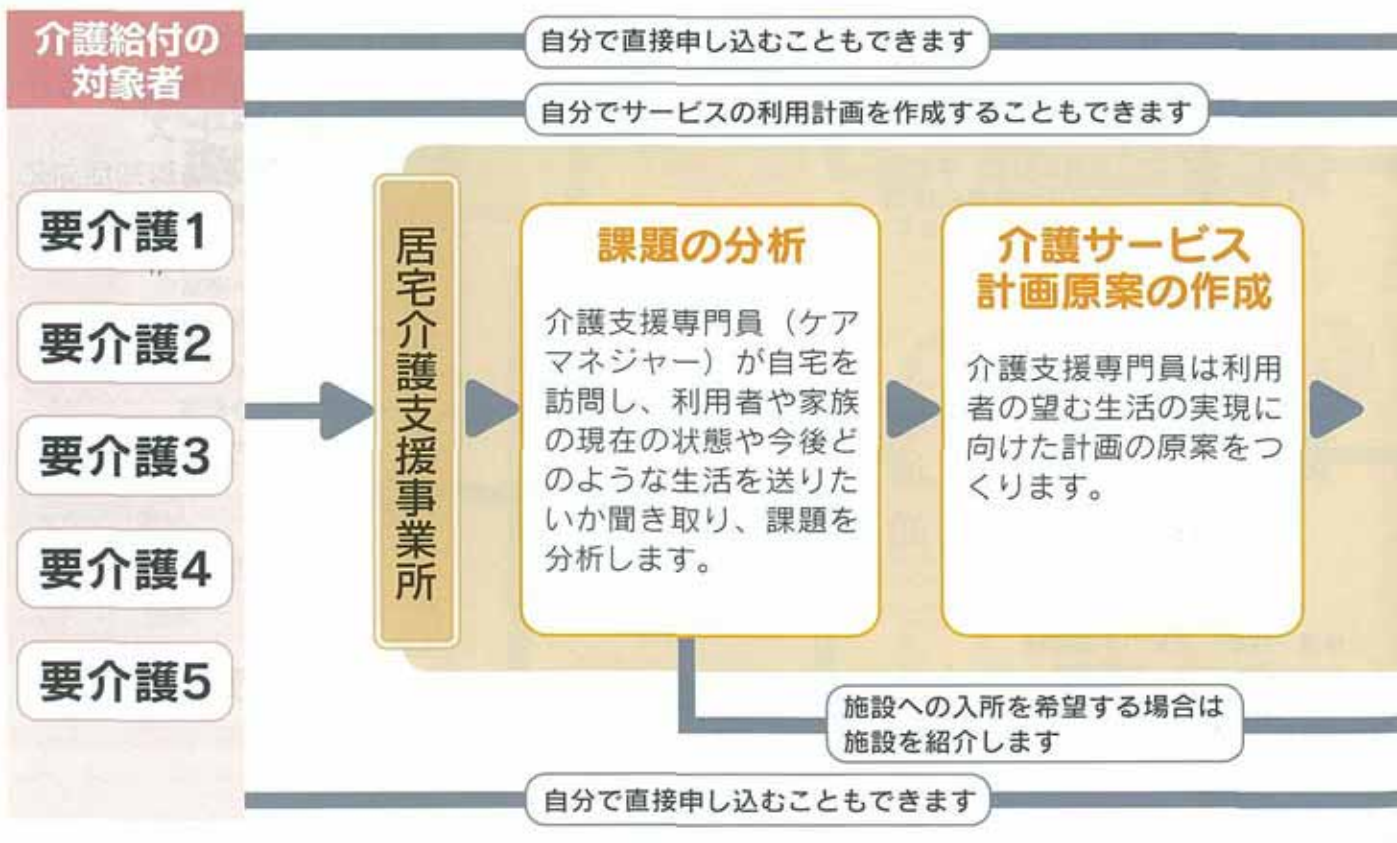 介護給付の
対象者
自分で直接申し込むこともできます
自分でサービスの利用計画を作成することもできます
要介護1
要介護2
要介護3
要介護4
要介護5
居宅介護支援事業所
課題の分析
介護支援専門員（ケア
マネジャー）が自宅を
訪問し、利用者や家族
の現在の状態や今後ど
のような生活を送りた
いか聞き取り、課題を
分析します。
介護サービス
計画原案の作成
介護支援専門員は利用
者の望む生活の実現に
向けた計画の原案をつ
くります。
施設への入所を希望する場合は
施設を紹介します
自分で直接申し込むこともできます